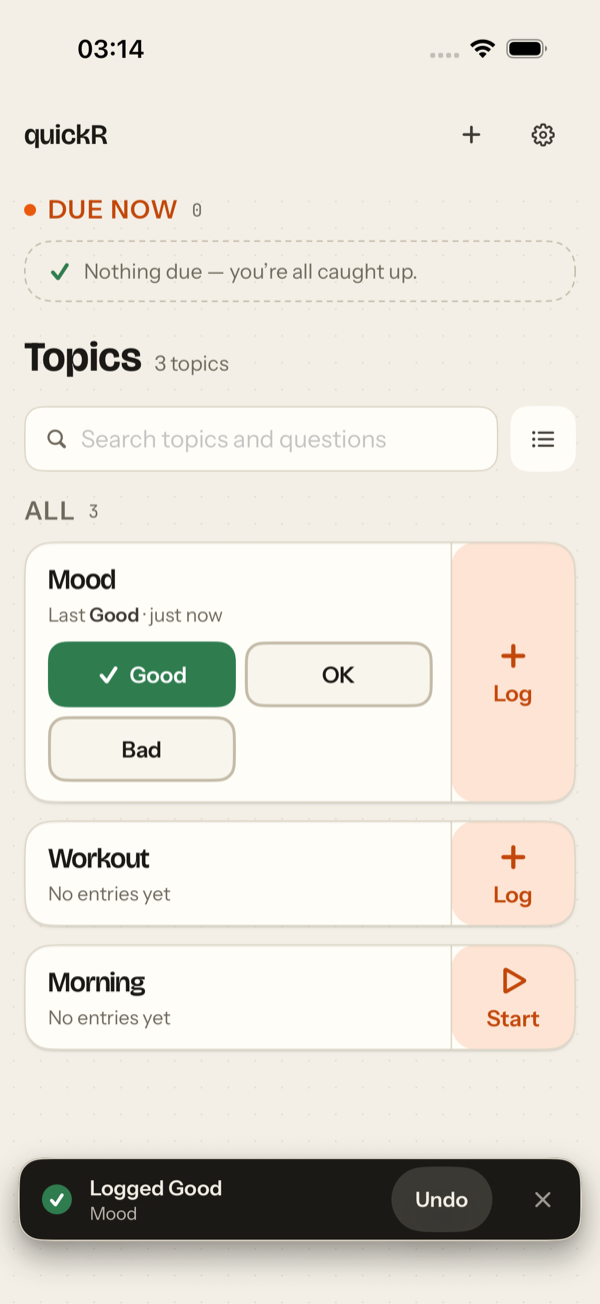 03:14
quickR
DUE NOW 0
Nothing due — you’re all caught up.
Topics 3 topics
Search topics and questions
ALL 3
Mood
Last Good · just now
Good
OK
Bad
Log
Workout
No entries yet
Log
Morning
No entries yet
Start
Logged Good
Mood
Undo